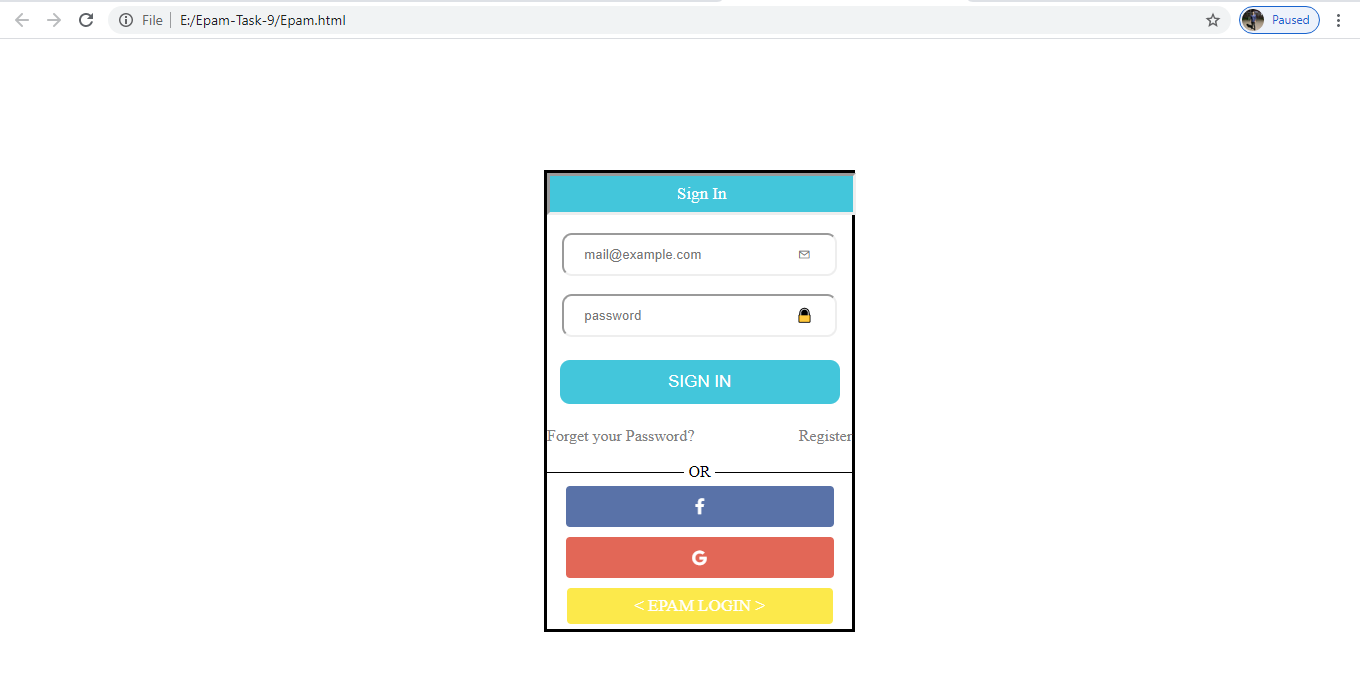 File E:/Epam-Task-9/Epam.html Paused
Sign In
mail@example.com
password
SIGN IN
Forget your Password? Register
OR
f
G
< EPAM LOGIN >